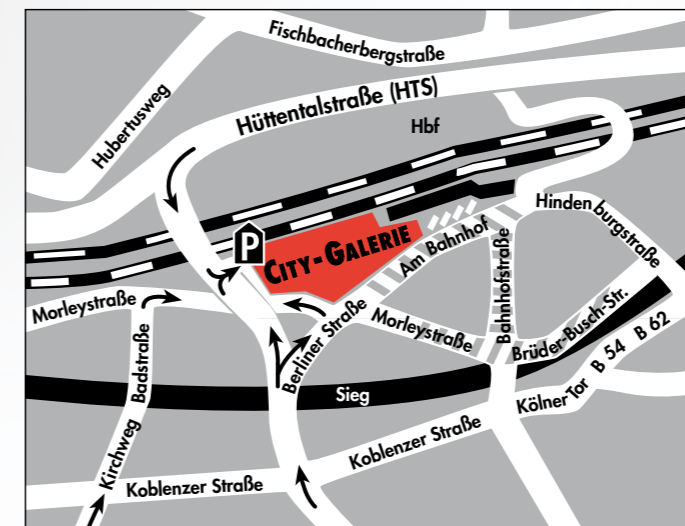 Fischbacherbergstraße
Hubertusweg
Hüttentalstraße (HTS)
Hbf
Hindenburgstraße
P
CITY-GALERIE
Am Bahnhof
Bahnhofstraße
Morleystraße
Berliner Straße
Morleystraße
Brüder-Busch-Str.
B 54 B 62
Badstraße
Sieg
Kölner Tor
Kirchweg
Koblenzer Straße
Koblenzer Straße